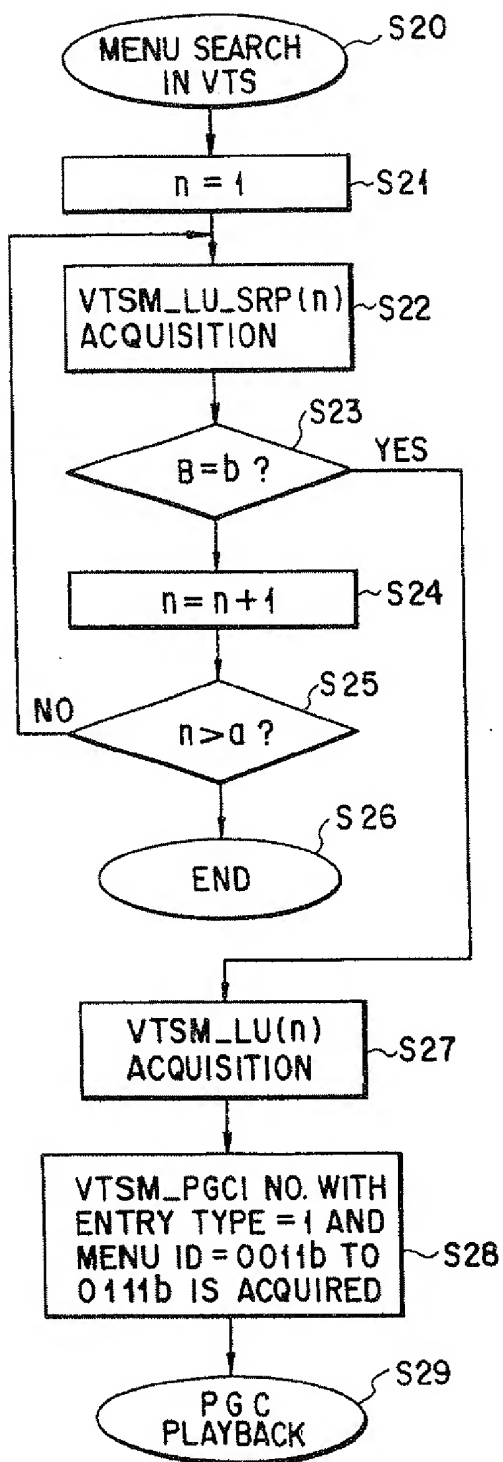 MENU SEARCH
IN VTS
S20
n = 1
S21
VTSM_LU_SRP(n)
ACQUISITION
S22
B=b ?
S23
YES
n=n+1
S24
n>a ?
S25
NO
END
S26
VTSM_LU(n)
ACQUISITION
S27
VTSM_PGCI NO. WITH
ENTRY TYPE =1 AND
MENU ID = 0011b TO
0111b IS ACQUIRED
S28
PGC
PLAYBACK
S29